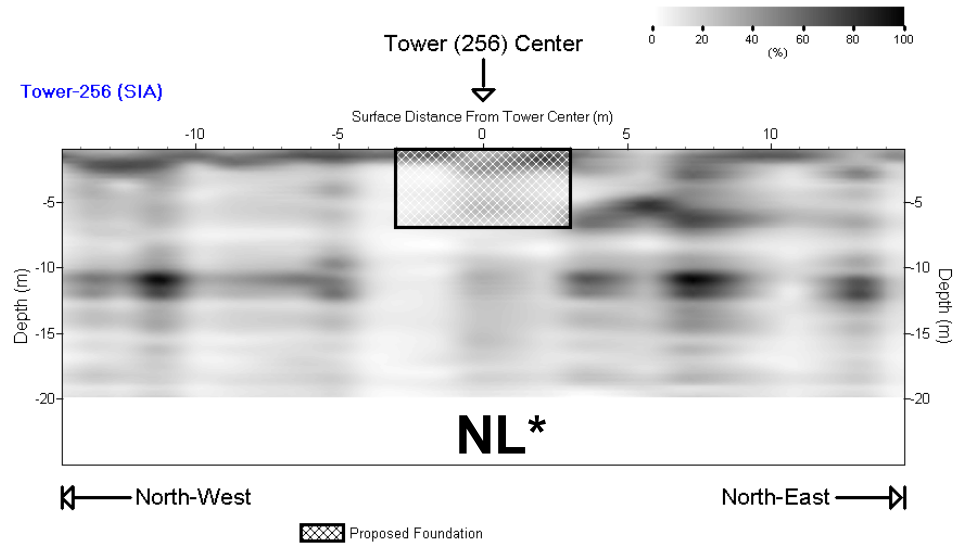 0 20 40 60 80 100
(%)
Tower (256) Center
Tower-256 (SIA)
Surface Distance From Tower Center (m)
-10 -5 0 5 10
-5 -5
-10 -10
Depth (m) Depth (m)
-15 -15
-20 -20
NL*
North-West North-East
Proposed Foundation